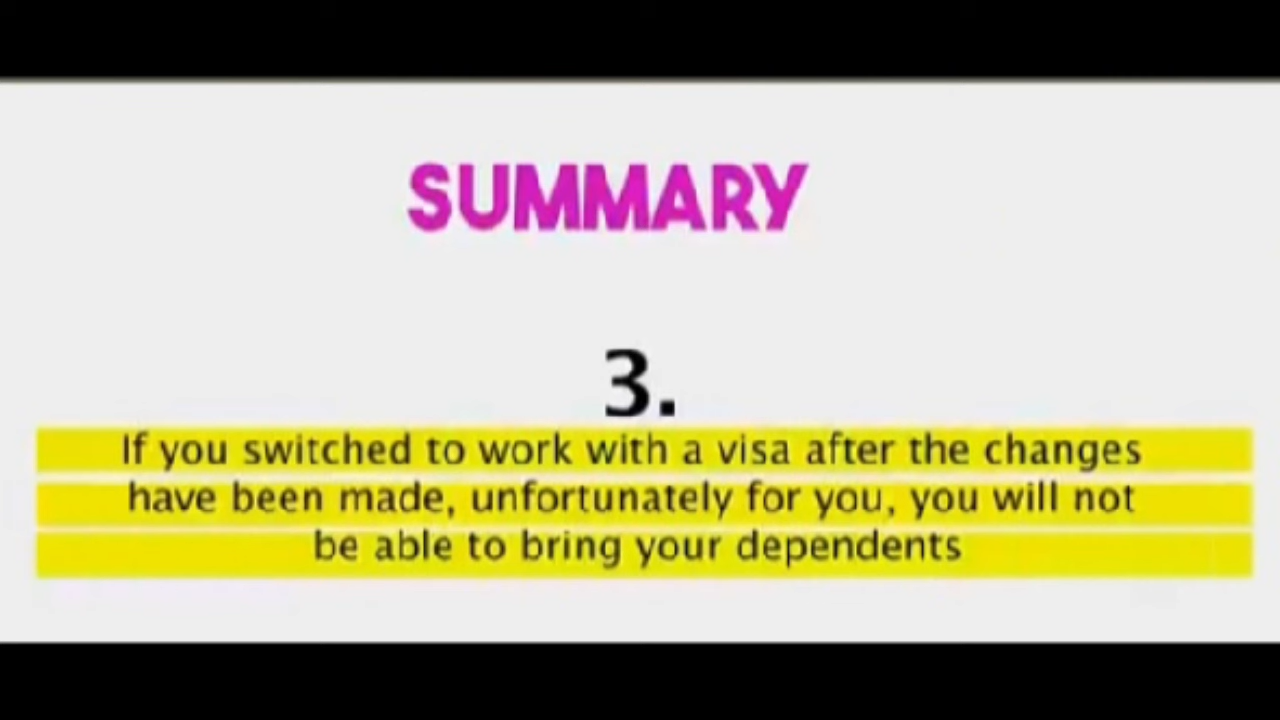 SUMMARY
3.
If you switched to work with a visa after the changes
have been made, unfortunately for you, you will not
be able to bring your dependents